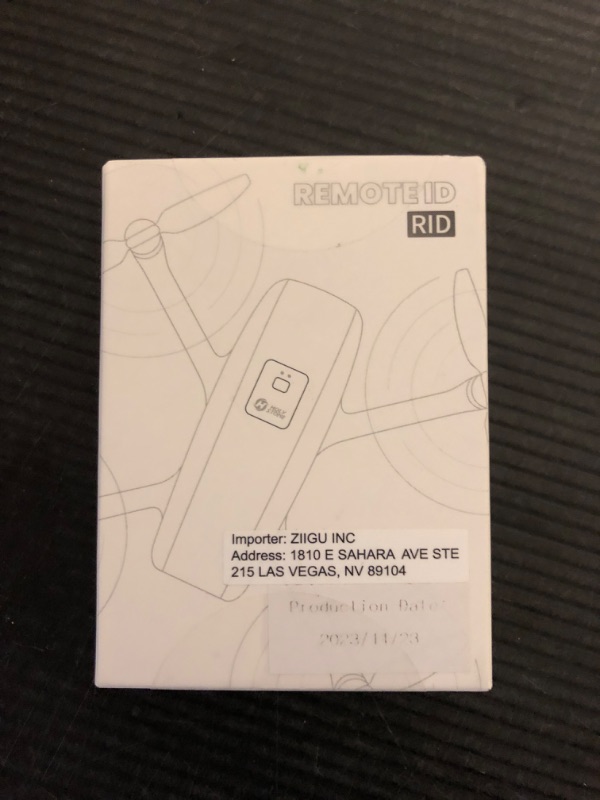 REMOTE ID
RID
Importer: ZIIGU INC
Address: 1810 E SAHARA AVE STE
215 LAS VEGAS, NV 89104
Production Date:
2023/11/23